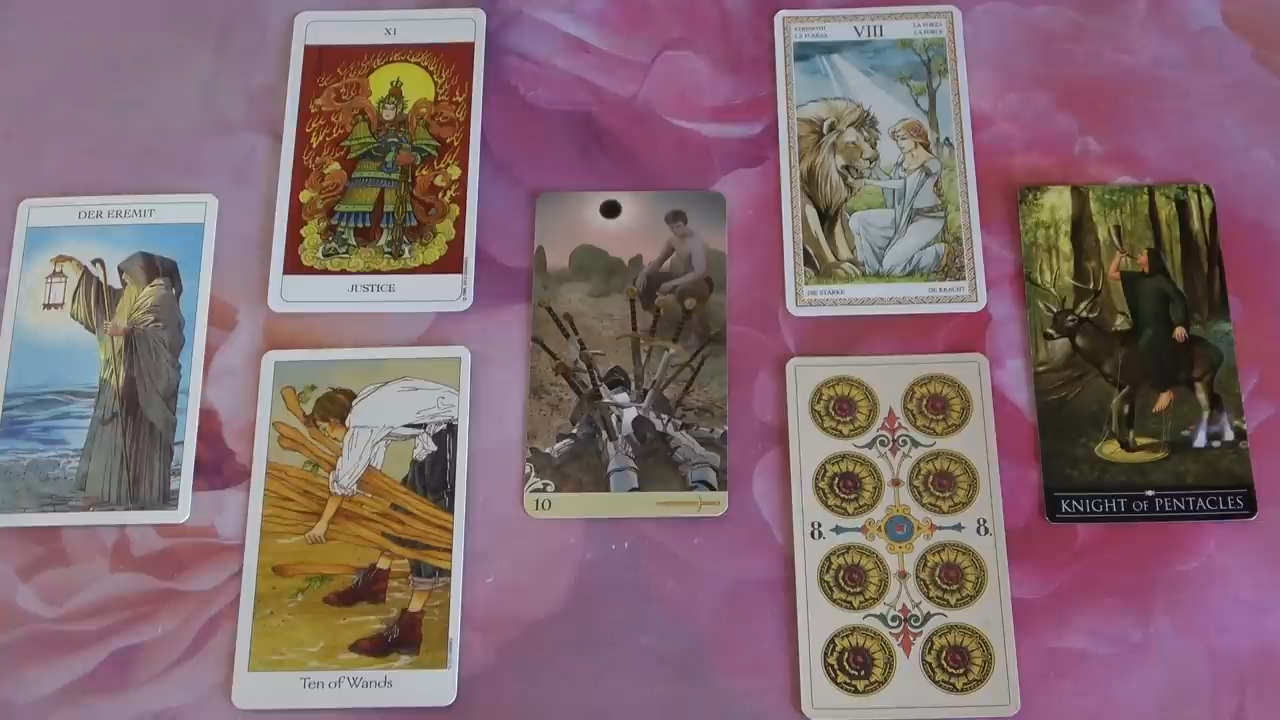 DER EREMIT
XI
JUSTICE
Ten of Wands
10
VIII
LA FORZA
LA FORCE
DIE STÄRKE
DE KRACHT
8.
8.
KNIGHT OF PENTACLES